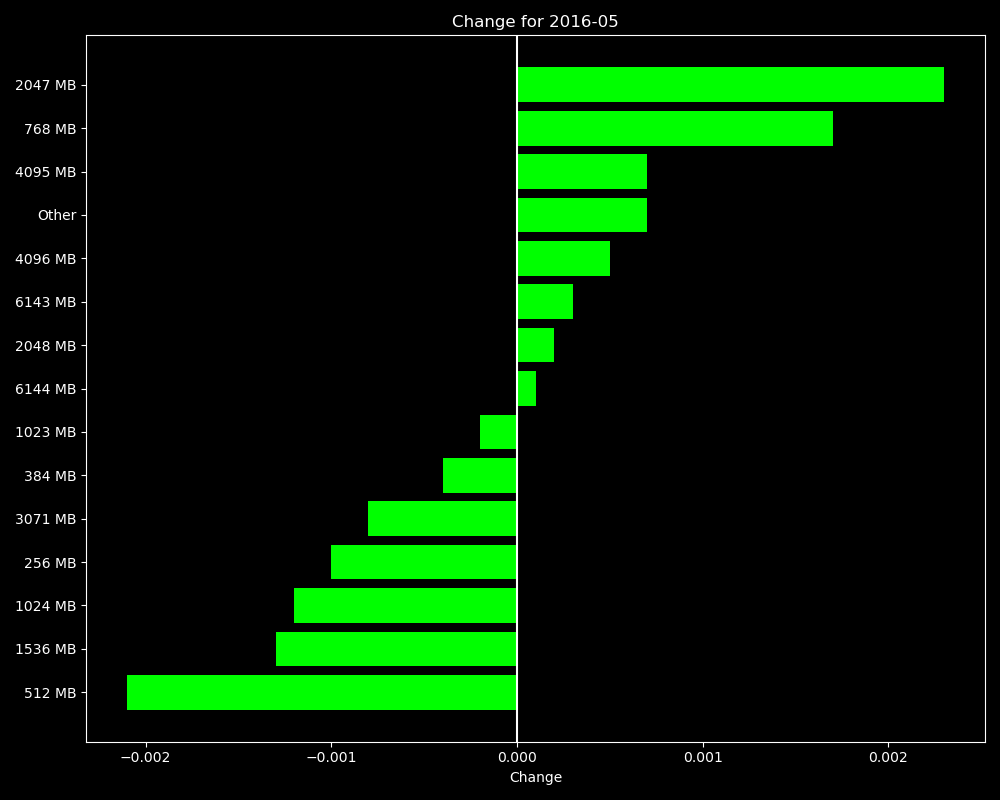 Change for 2016-05
2047 MB
768 MB
4095 MB
Other
4096 MB
6143 MB
2048 MB
6144 MB
1023 MB
384 MB
3071 MB
256 MB
1024 MB
1536 MB
512 MB
−0.002 −0.001 0.000 0.001 0.002
Change